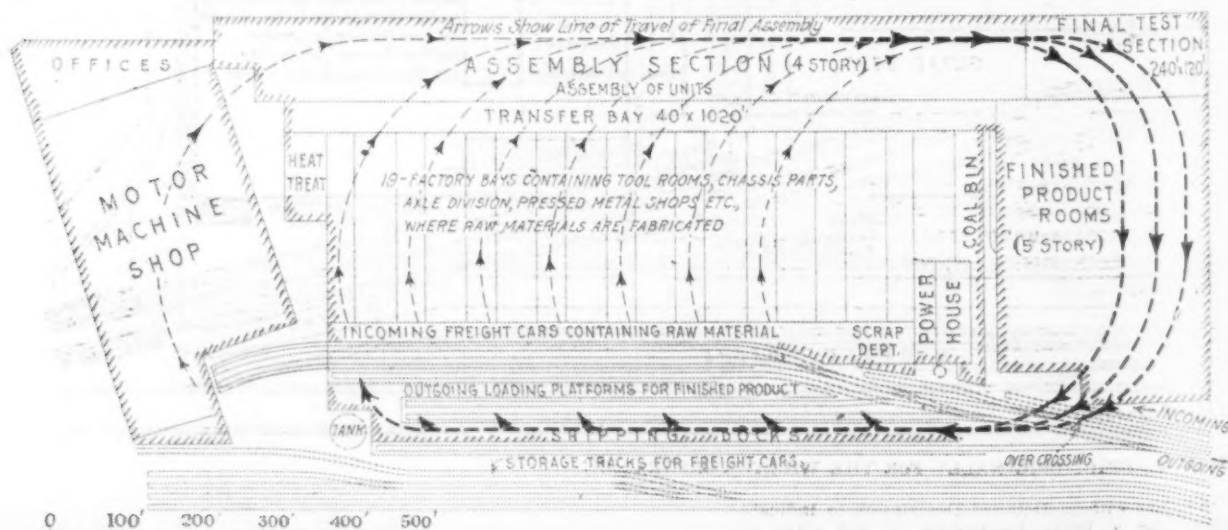 Arrows Show Line of Travel of Final Assembly
FINAL TEST
SECTION
240'x120'
OFFICES
ASSEMBLY SECTION (4 STORY)
ASSEMBLY OF UNITS
TRANSFER BAY 40'x 1020'
HEAT
TREAT
MOTOR
MACHINE
SHOP
19-FACTORY BAYS CONTAINING TOOL ROOMS, CHASSIS PARTS,
AXLE DIVISION, PRESSED METAL SHOPS ETC.,
WHERE RAW MATERIALS ARE FABRICATED
COAL BIN
FINISHED
PRODUCT
ROOMS
(5 STORY)
POWER
HOUSE
INCOMING FREIGHT CARS CONTAINING RAW MATERIAL
SCRAP
DEPT.
OUTGOING LOADING PLATFORMS FOR FINISHED PRODUCT
TANK
SHIPPING DOCKS
INCOMING
OUTGOING
STORAGE TRACKS FOR FREIGHT CARS
OVER CROSSING
0 100' 200' 300' 400' 500'